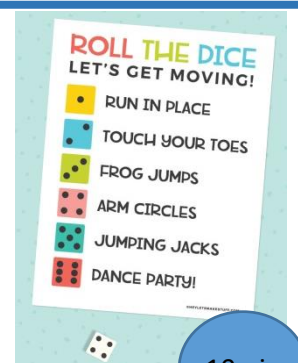 ROLL THE DICE
LET'S GET MOVING!
RUN IN PLACE
TOUCH YOUR TOES
FROG JUMPS
ARM CIRCLES
JUMPING JACKS
DANCE PARTY!